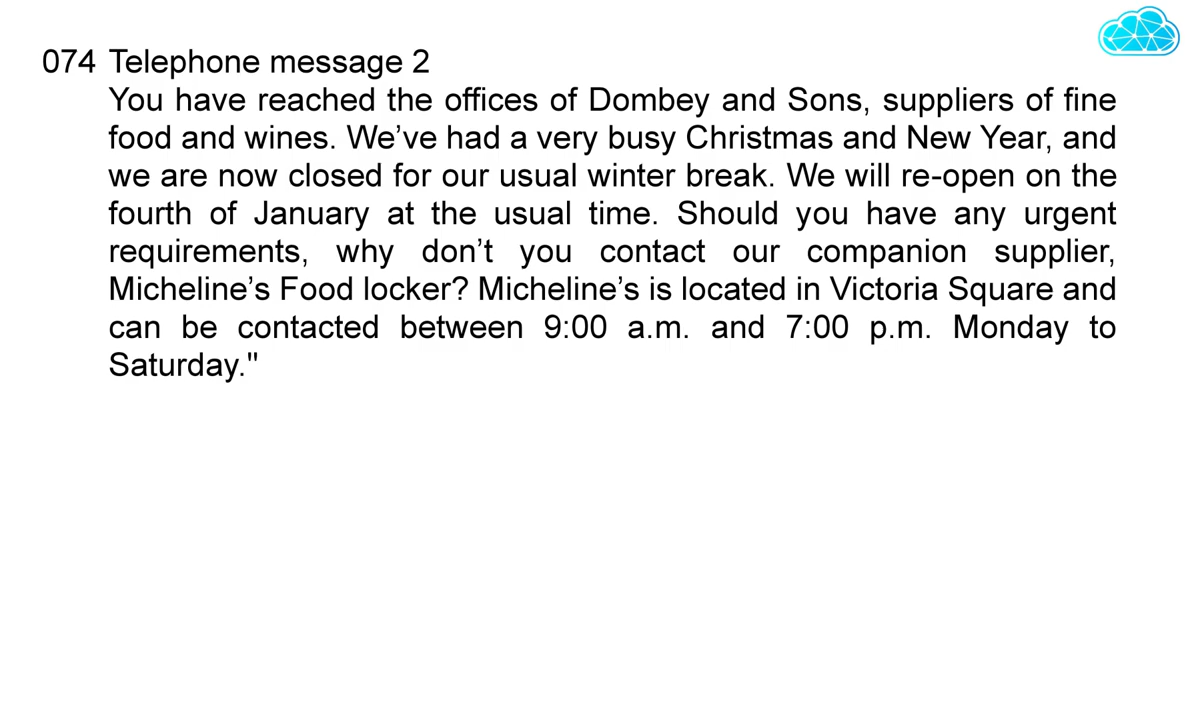 074 Telephone message 2
You have reached the offices of Dombey and Sons, suppliers of fine
food and wines. We’ve had a very busy Christmas and New Year, and
we are now closed for our usual winter break. We will re-open on the
fourth of January at the usual time. Should you have any urgent
requirements, why don’t you contact our companion supplier,
Micheline’s Food locker? Micheline’s is located in Victoria Square and
can be contacted between 9:00 a.m. and 7:00 p.m. Monday to
Saturday."